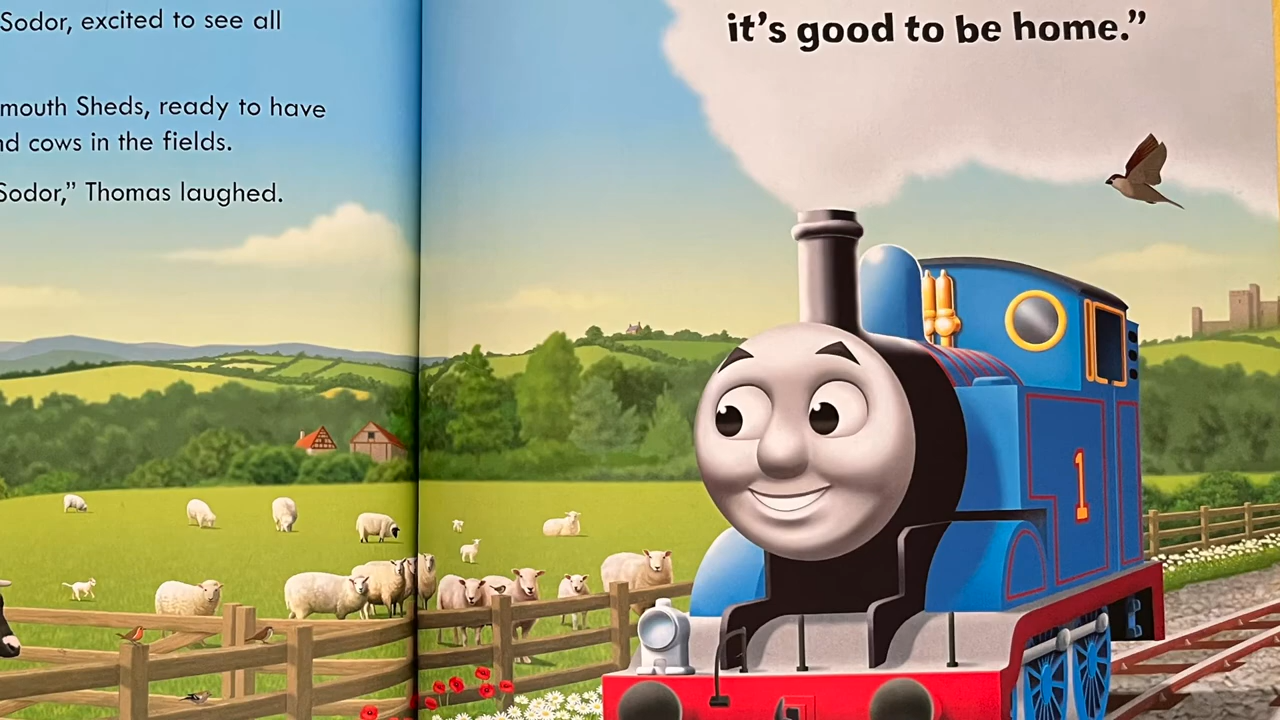 Sodor, excited to see all
mouth Sheds, ready to have
nd cows in the fields.
Sodor,” Thomas laughed.
it’s good to be home.”
1